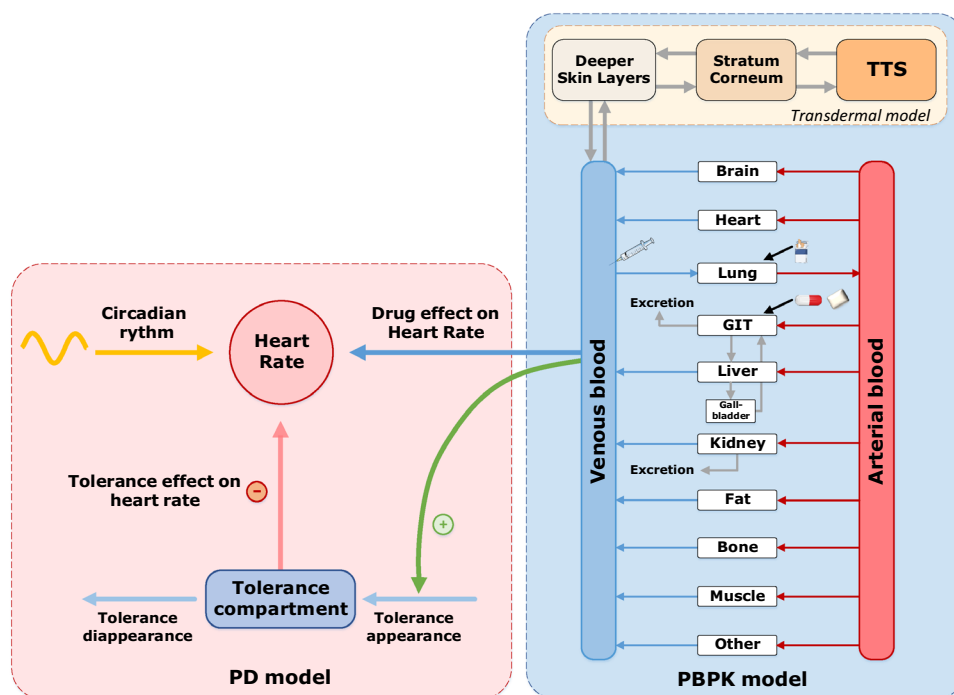 Deeper
Skin Layers
Stratum
Corneum
TTS
Transdermal model
Brain
Heart
Lung
Excretion
GIT
Liver
Gall-
bladder
Kidney
Excretion
Fat
Bone
Muscle
Other
Venous blood
Arterial blood
PBPK model
Circadian
rythm
Heart
Rate
Drug effect on
Heart Rate
Tolerance effect on
heart rate
−
+
Tolerance
compartment
Tolerance
diappearance
Tolerance
appearance
PD model